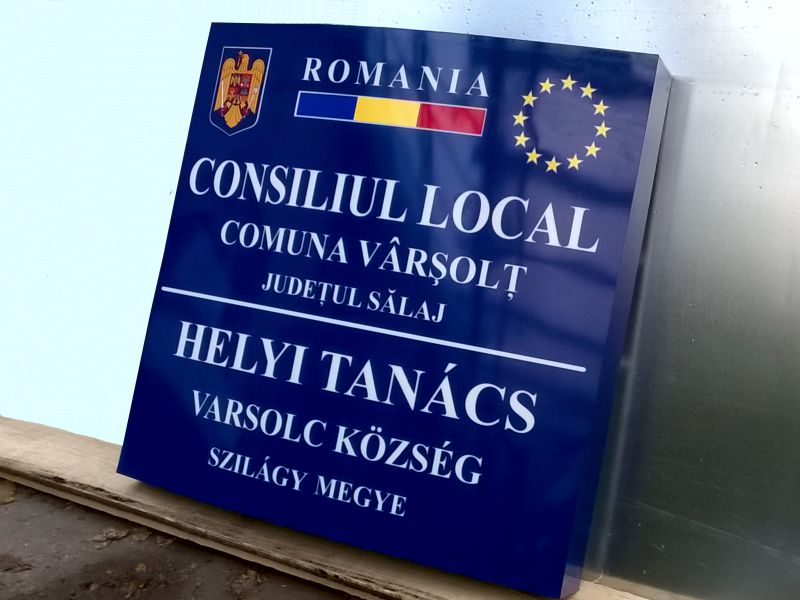 ROMANIA
CONSILIUL LOCAL
COMUNA VÂRŞOLŢ
JUDEŢUL SĂLAJ
HELYI TANÁCS
VARSOLC KÖZSÉG
SZILÁGY MEGYE